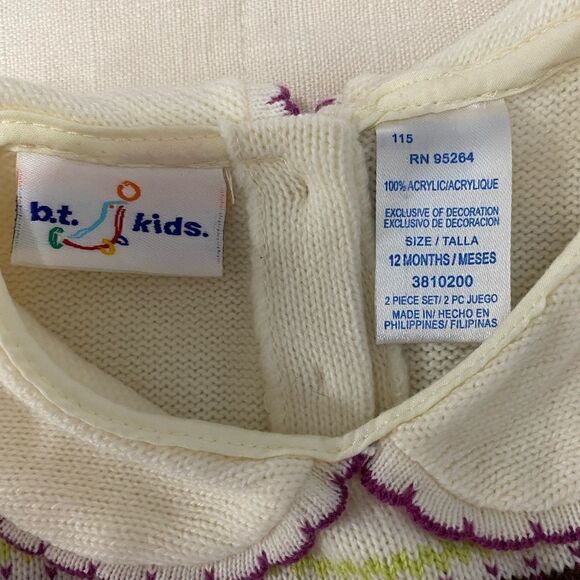 b.t. kids.
115
RN 95264
100% ACRYLIC/ACRYLIQUE
EXCLUSIVE OF DECORATION
EXCLUSIVO DE DECORACION
SIZE / TALLA
12 MONTHS/ MESES
3810200
2 PIECE SET/ 2 PC JUEGO
MADE IN/ HECHO EN
PHILIPPINES/ FILIPINAS